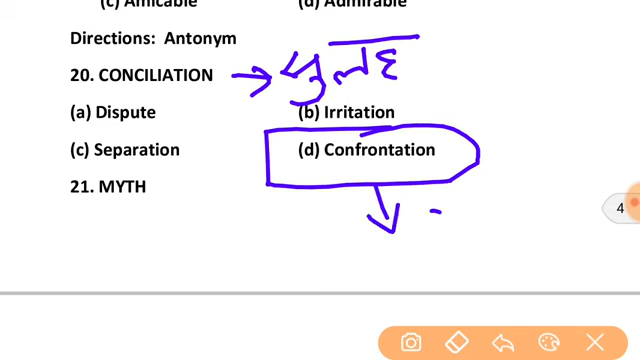 (c) Amicable (d) Admirable
Directions: Antonym
20. CONCILIATION → सुलह
(a) Dispute (b) Irritation
(c) Separation (d) Confrontation
21. MYTH
4